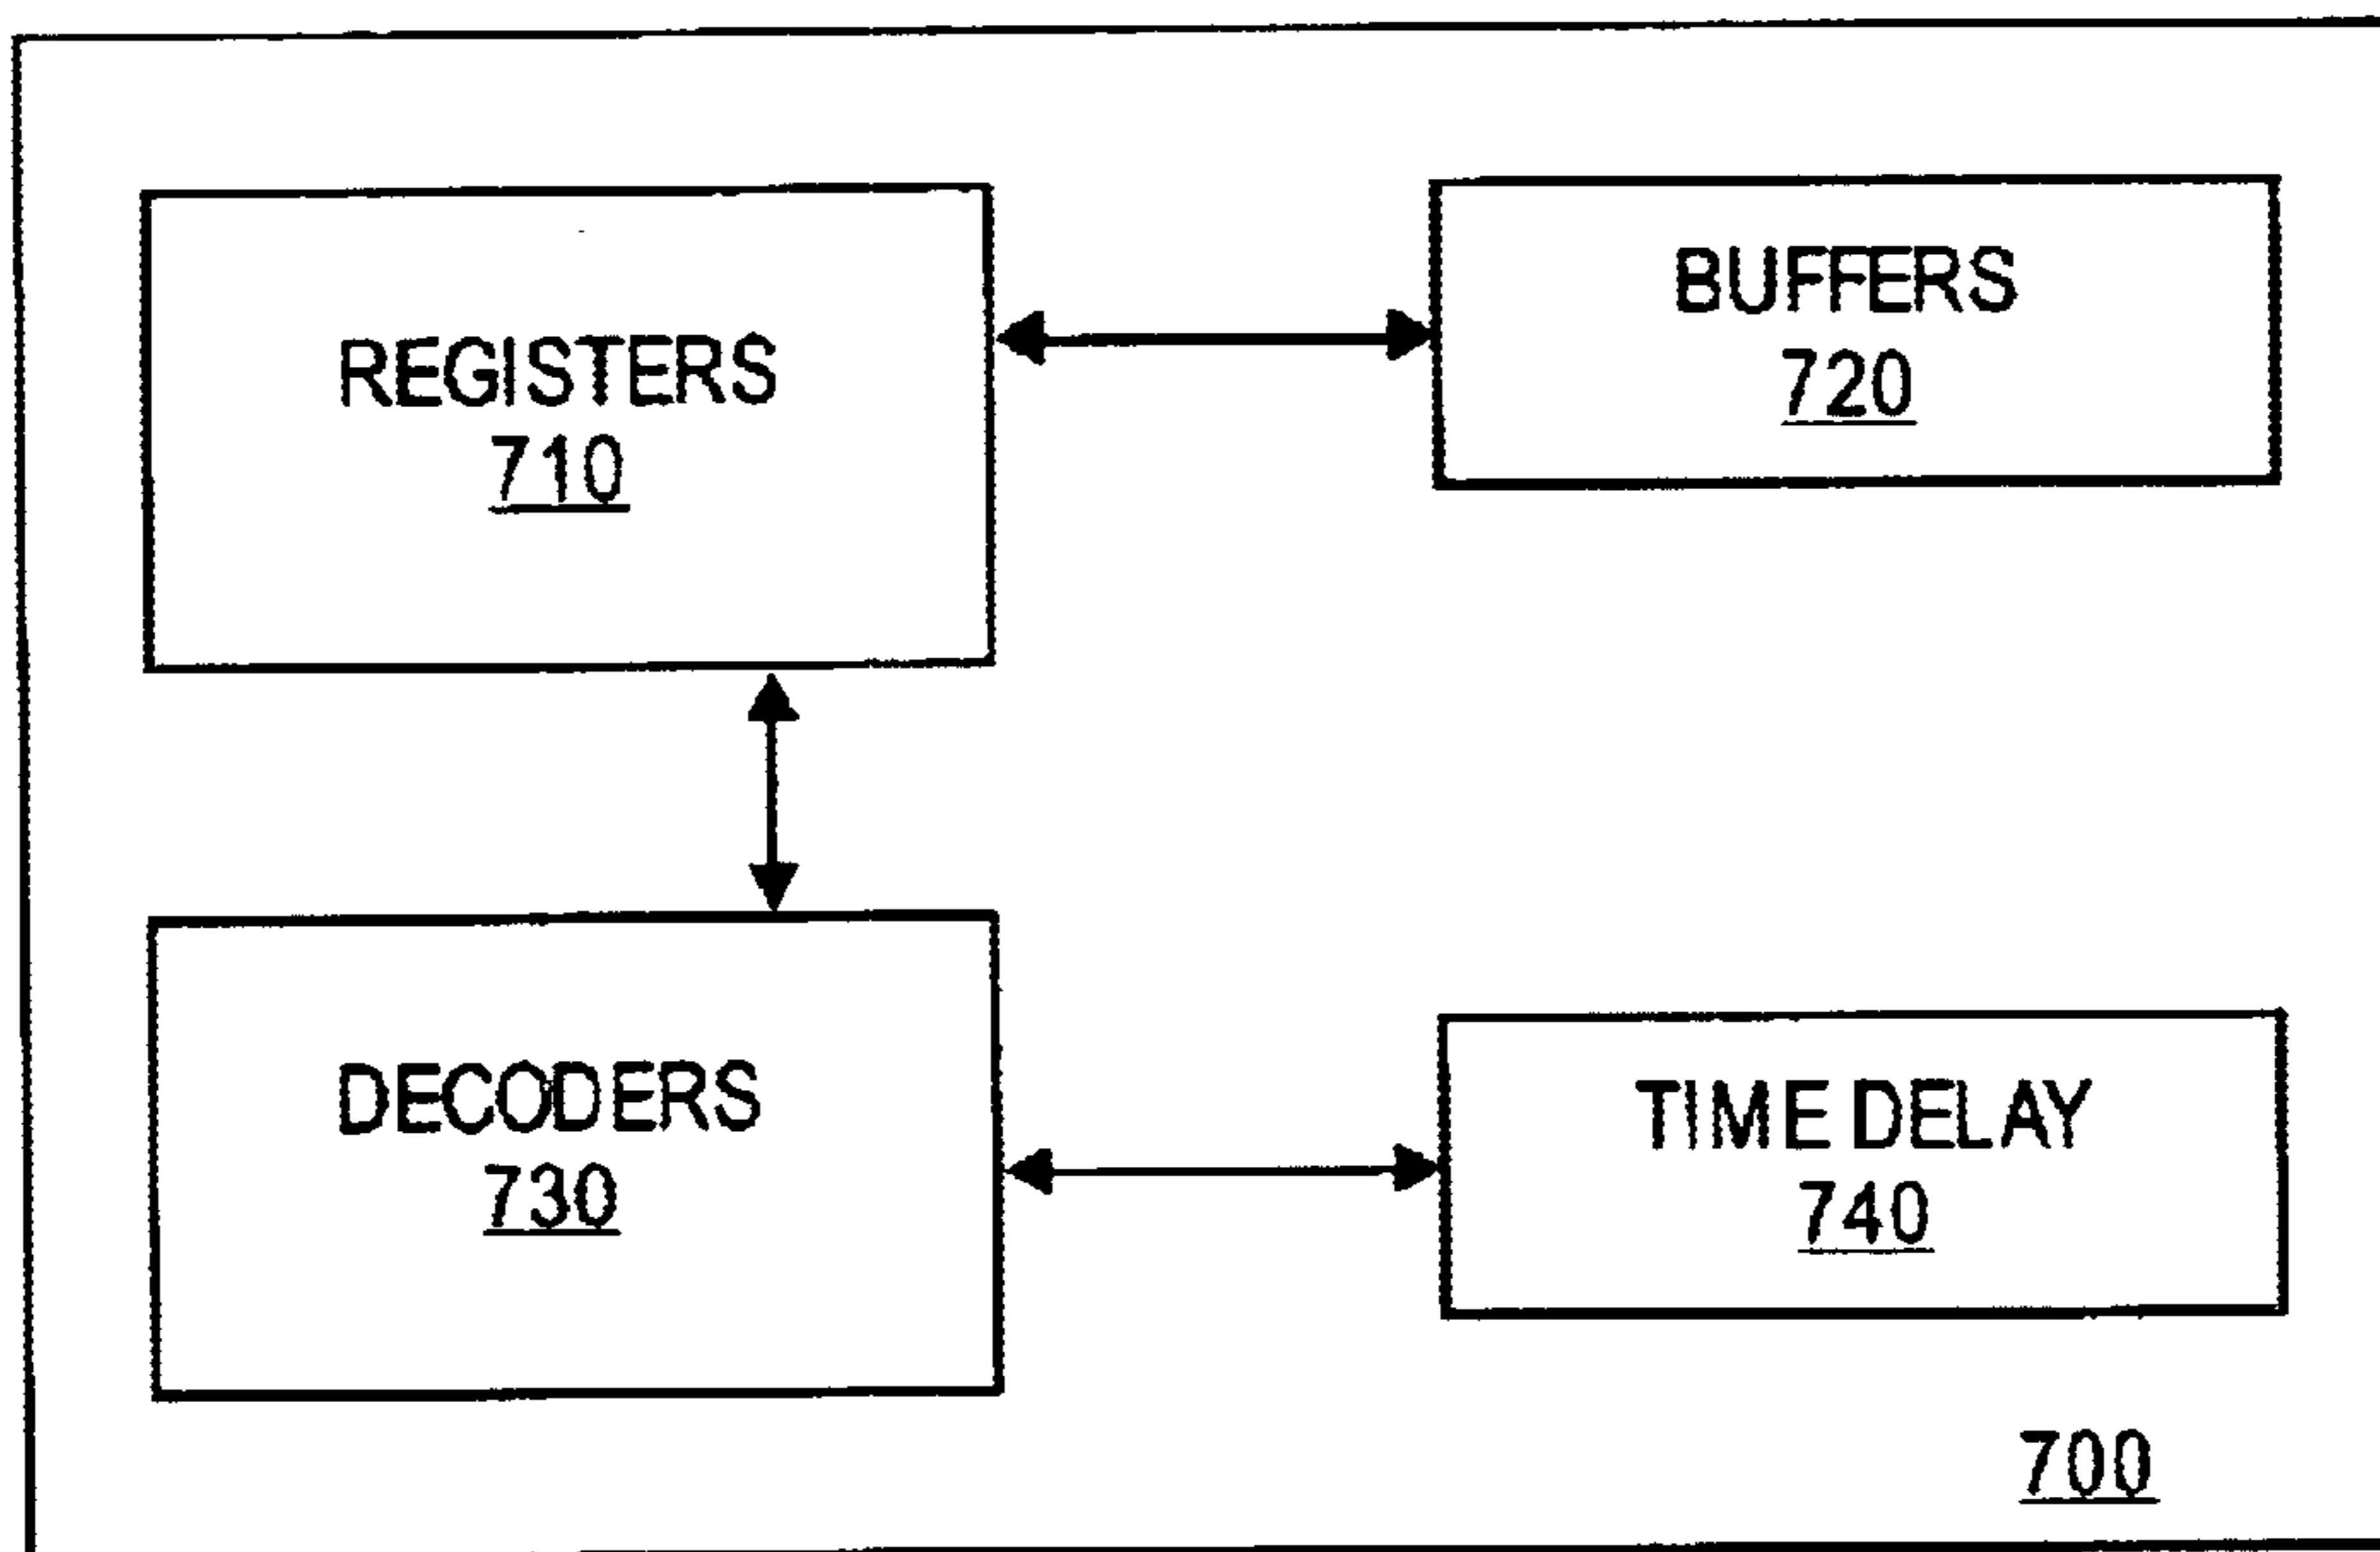 REGISTERS
710
BUFFERS
720
DECODERS
730
TIME DELAY
740
700